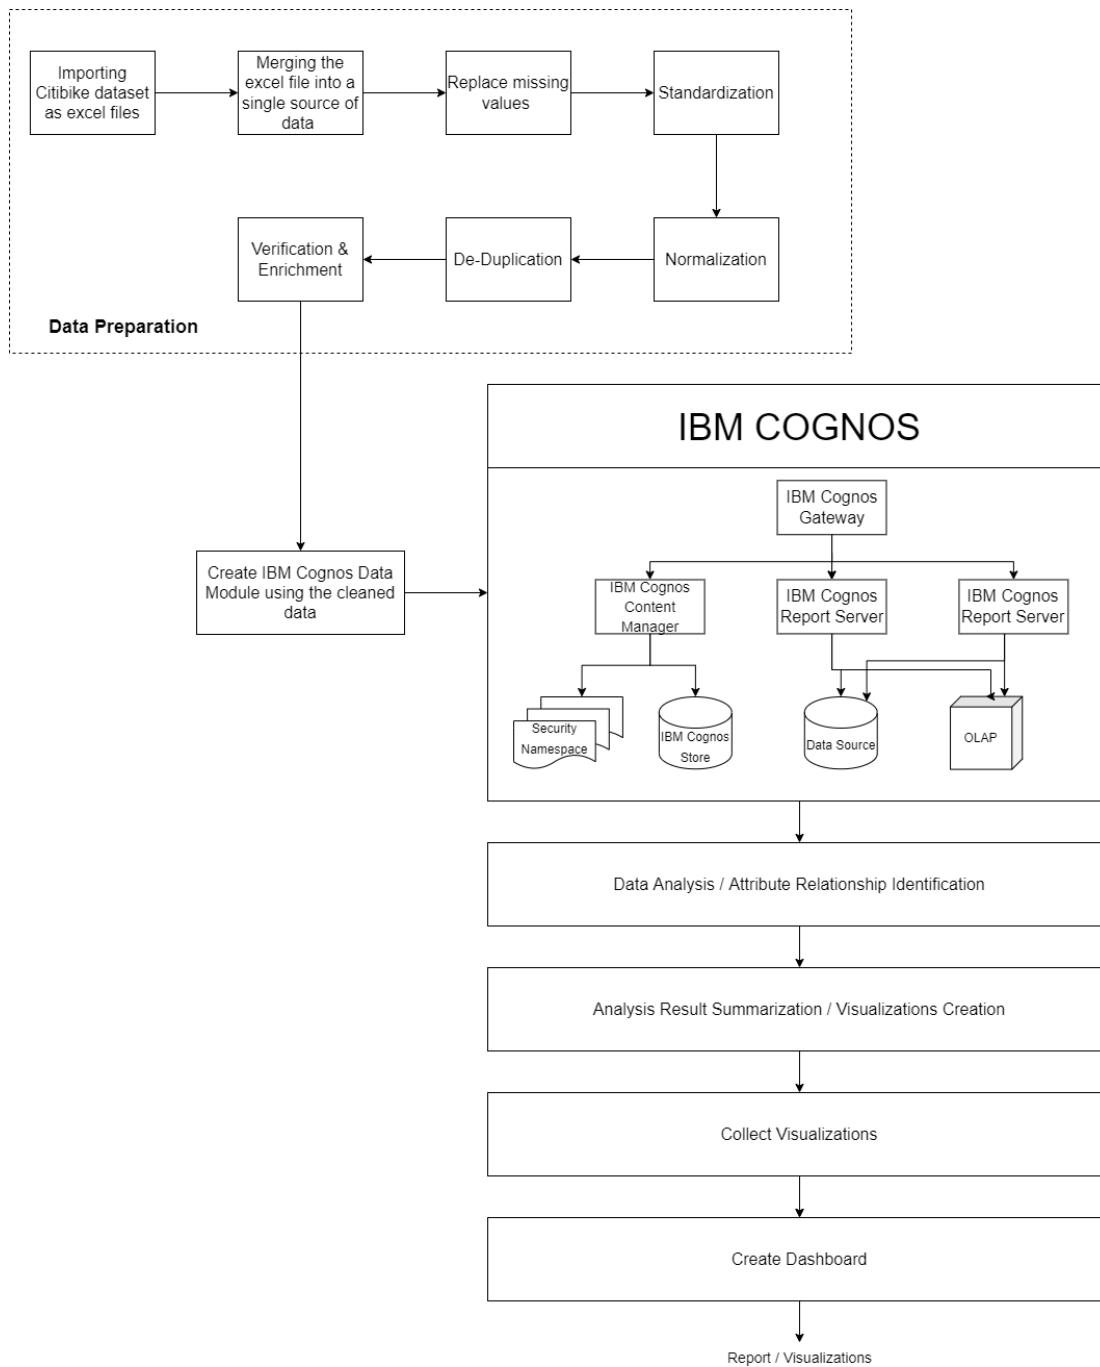 Importing
Citibike dataset
as excel files
Merging the
excel file into a
single source of
data
Replace missing
values
Standardization
Verification &
Enrichment
De-Duplication
Normalization
Data Preparation
IBM COGNOS
IBM Cognos
Gateway
Create IBM Cognos Data
Module using the cleaned
data
IBM Cognos
Content
Manager
IBM Cognos
Report Server
IBM Cognos
Report Server
Security
Namespace
IBM Cognos
Store
Data Source
OLAP
Data Analysis / Attribute Relationship Identification
Analysis Result Summarization / Visualizations Creation
Collect Visualizations
Create Dashboard
Report / Visualizations